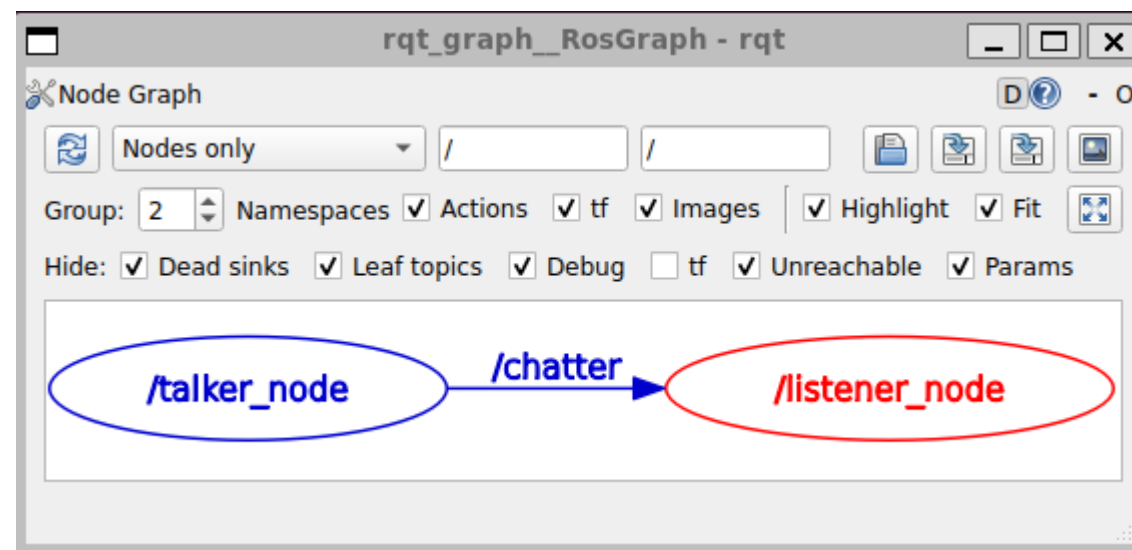 rqt_graph__RosGraph - rqt
Node Graph D ? - O
Nodes only / /
Group: 2 Namespaces Actions tf Images Highlight Fit
Hide: Dead sinks Leaf topics Debug tf Unreachable Params
/talker_node /chatter /listener_node